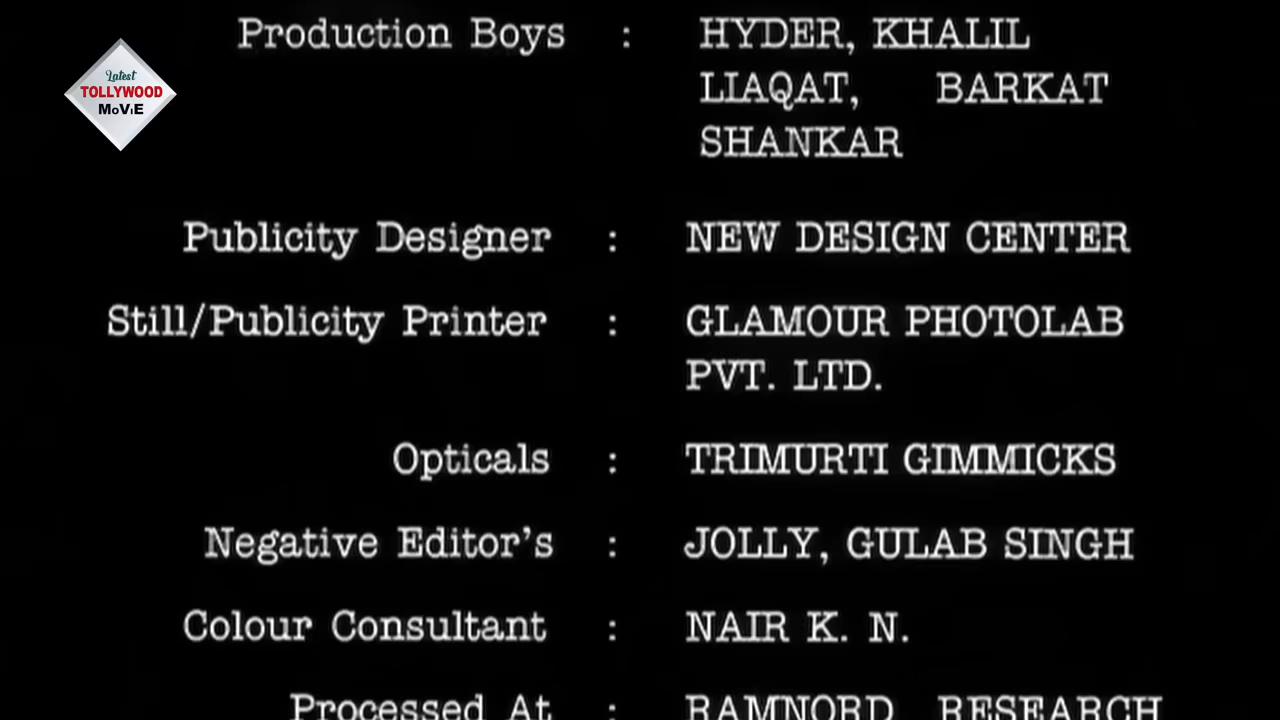 Production Boys : HYDER, KHALIL
LIAQAT, BARKAT
SHANKAR
Latest
TOLLYWOOD
MoViE
Publicity Designer : NEW DESIGN CENTER
Still/Publicity Printer : GLAMOUR PHOTOLAB
PVT. LTD.
Opticals : TRIMURTI GIMMICKS
Negative Editor's : JOLLY, GULAB SINGH
Colour Consultant : NAIR K. N.
Processed At : RAMNORD RESEARCH